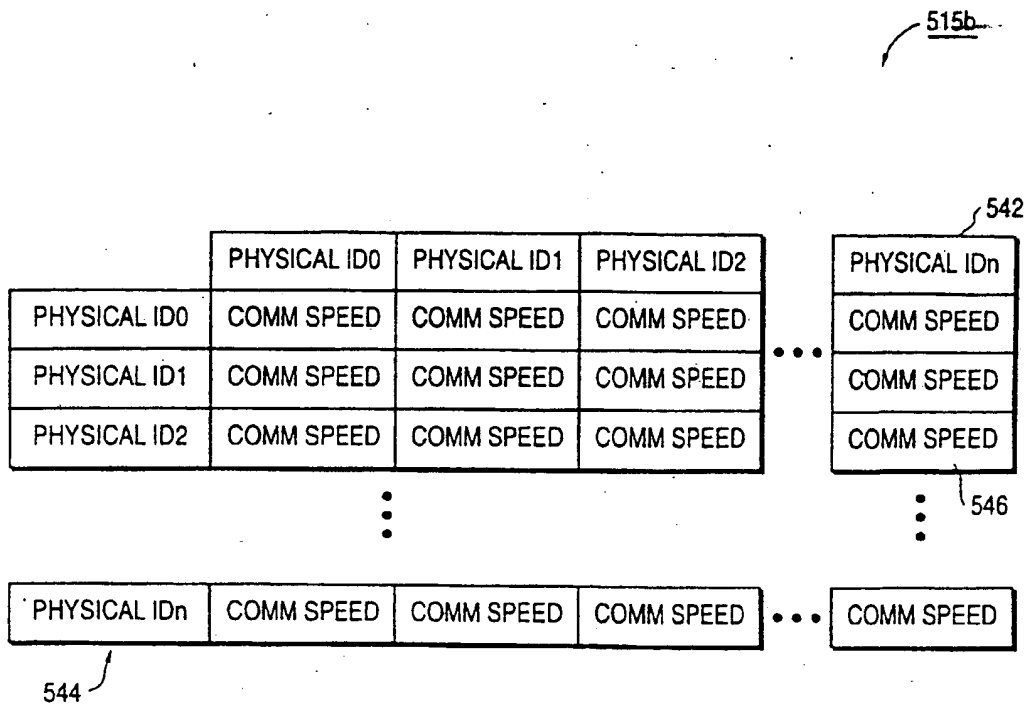 515b
542
PHYSICAL ID0 PHYSICAL ID1 PHYSICAL ID2 PHYSICAL IDn
PHYSICAL ID0 COMM SPEED COMM SPEED COMM SPEED COMM SPEED
PHYSICAL ID1 COMM SPEED COMM SPEED COMM SPEED COMM SPEED
PHYSICAL ID2 COMM SPEED COMM SPEED COMM SPEED COMM SPEED
546
PHYSICAL IDn COMM SPEED COMM SPEED COMM SPEED COMM SPEED
544